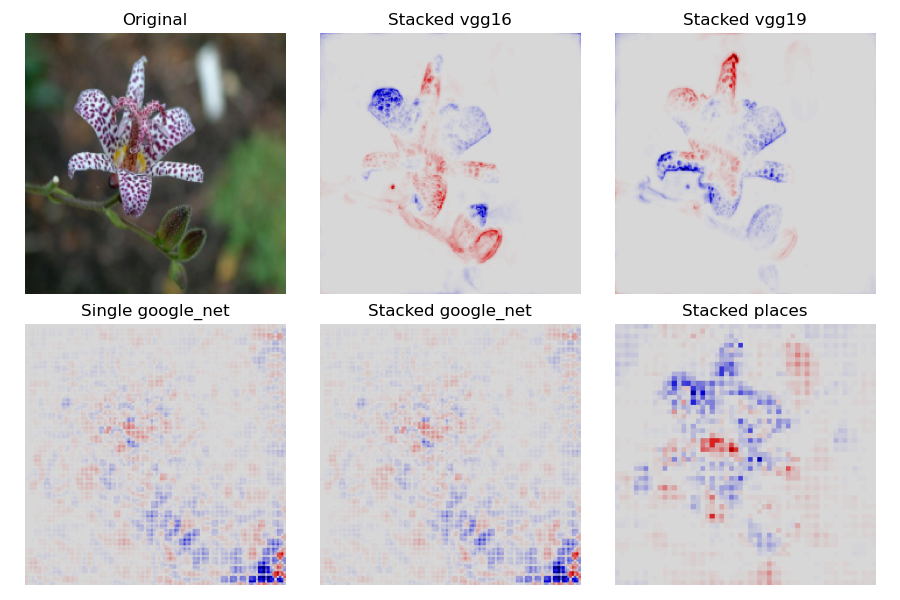 Original
Stacked vgg16
Stacked vgg19
Single google_net
Stacked google_net
Stacked places